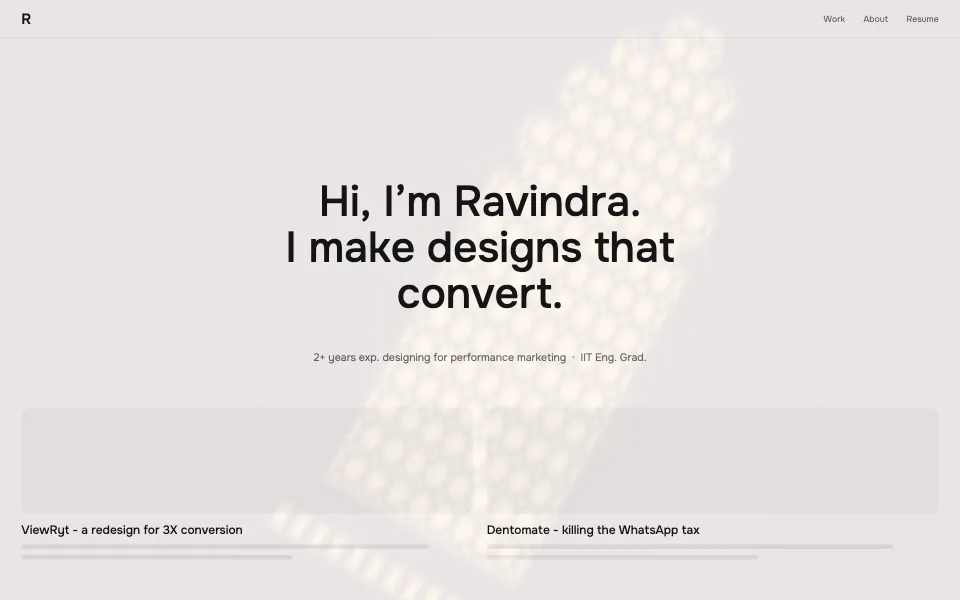 R
Work About Resume
Hi, I’m Ravindra.
I make designs that
convert.
2+ years exp. designing for performance marketing · IIT Eng. Grad.
ViewRyt - a redesign for 3X conversion
Dentomate - killing the WhatsApp tax